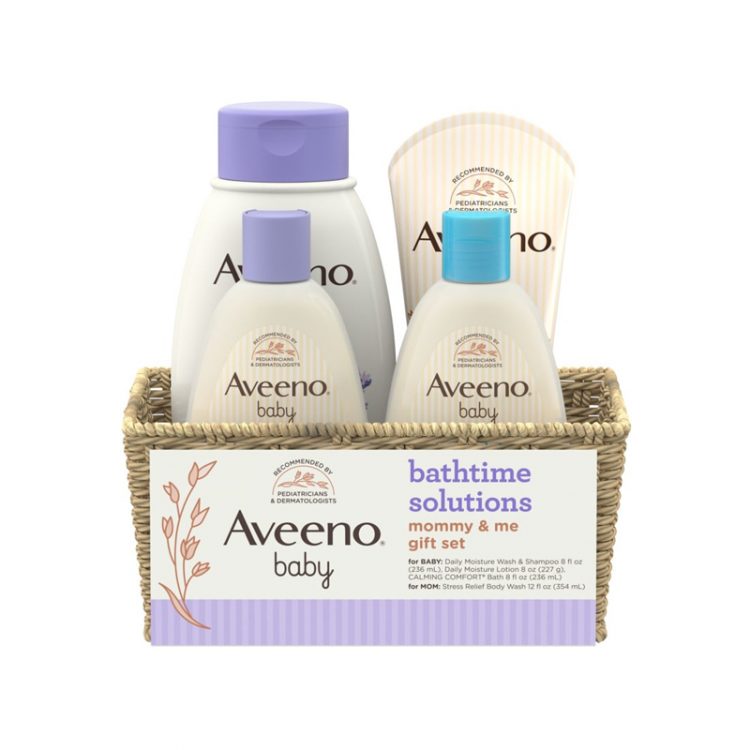 Aveeno®
RECOMMENDED BY
PEDIATRICIANS
& DERMATOLOGISTS
RECOMMENDED BY
PEDIATRICIANS
& DERMATOLOGISTS
Aveeno®
baby
RECOMMENDED BY
PEDIATRICIANS
& DERMATOLOGISTS
Aveeno®
baby
RECOMMENDED BY
PEDIATRICIANS
& DERMATOLOGISTS
Aveeno®
baby
bathtime
solutions
mommy & me
gift set
for BABY: Daily Moisture Wash & Shampoo 8 fl oz
(236 mL), Daily Moisture Lotion 8 oz (227 g),
CALMING COMFORT® Bath 8 fl oz (236 mL)
for MOM: Stress Relief Body Wash 12 fl oz (354 mL)